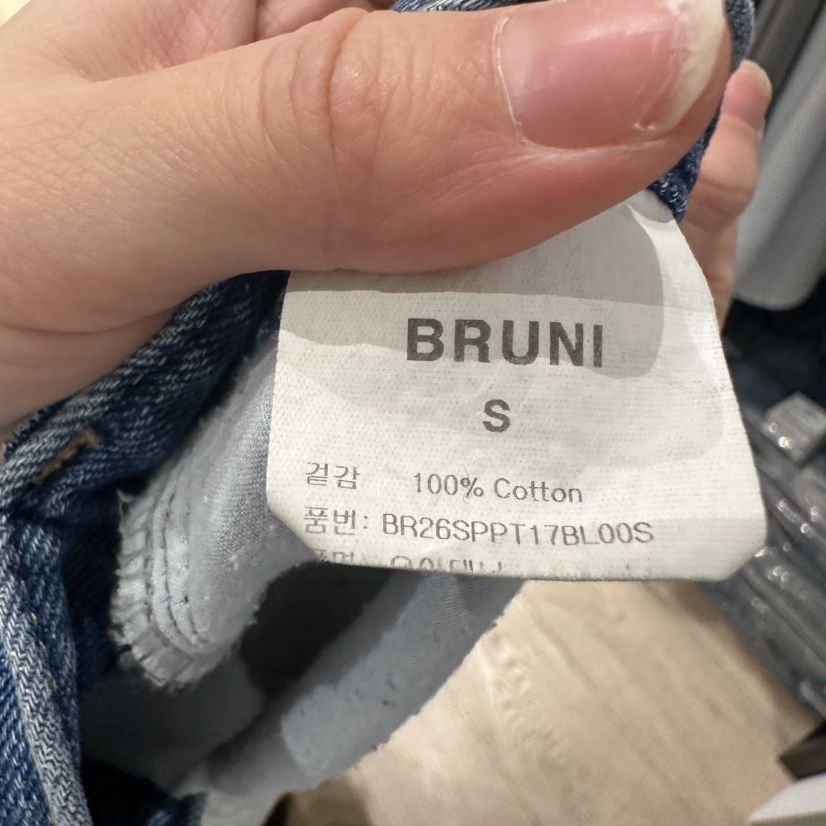 BRUNI
S
겉감 100% Cotton
품번: BR26SPPT17BL00S